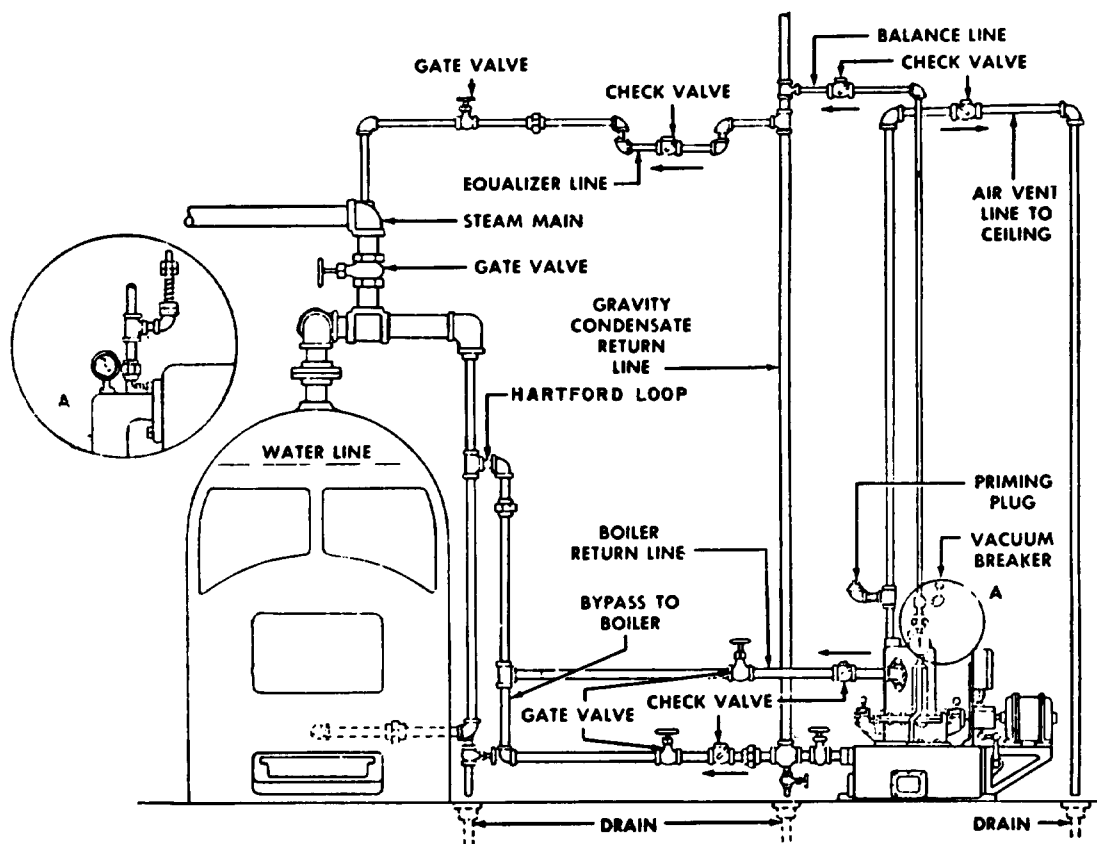 BALANCE LINE
CHECK VALVE
GATE VALVE
CHECK VALVE
EQUALIZER LINE
AIR VENT
LINE TO
CEILING
STEAM MAIN
GATE VALVE
GRAVITY
CONDENSATE
RETURN
LINE
HARTFORD LOOP
A
WATER LINE
PRIMING
PLUG
BOILER
RETURN LINE
VACUUM
BREAKER
A
BYPASS TO
BOILER
GATE VALVE
CHECK VALVE
DRAIN
DRAIN